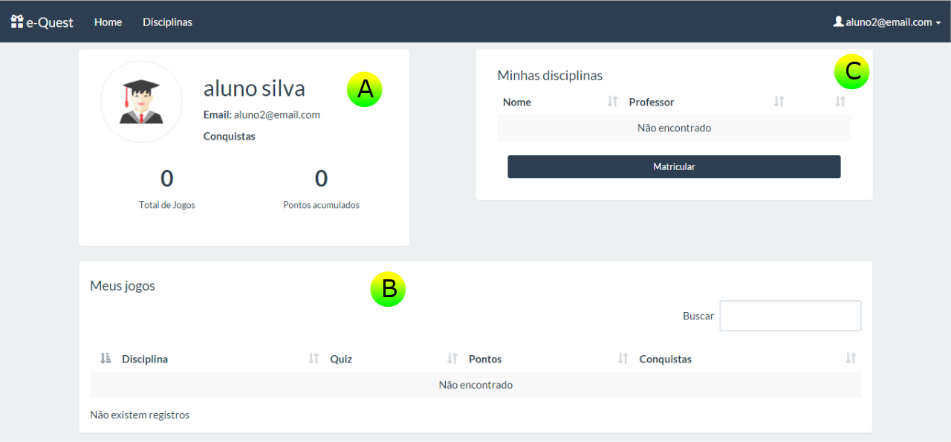 e-Quest Home Disciplinas aluno2@email.com
aluno silva
A
Email: aluno2@email.com
Conquistas
0 0
Total de Jogos Pontos acumulados
Minhas disciplinas
C
Nome Professor
Não encontrado
Matricular
Meus jogos
B
Buscar
Disciplina Quiz Pontos Conquistas
Não encontrado
Não existem registros